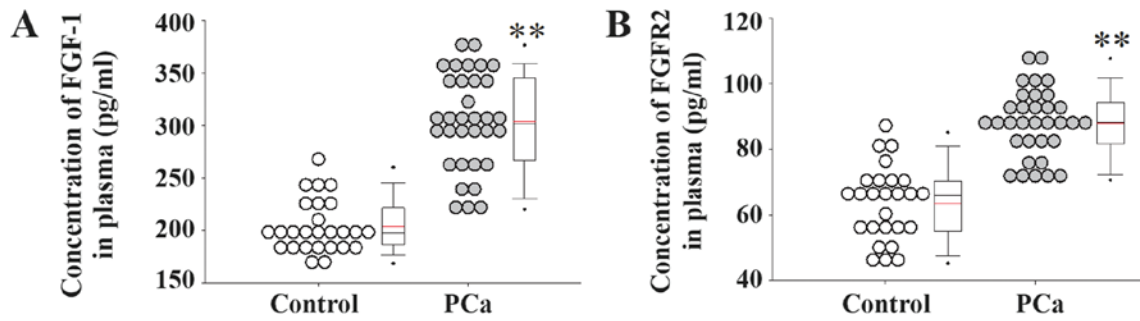 A
Concentration of FGF-1
in plasma (pg/ml)
400
350
300
250
200
150
**
Control
PCa
B
Concentration of FGFR2
in plasma (pg/ml)
120
100
80
60
40
**
Control
PCa